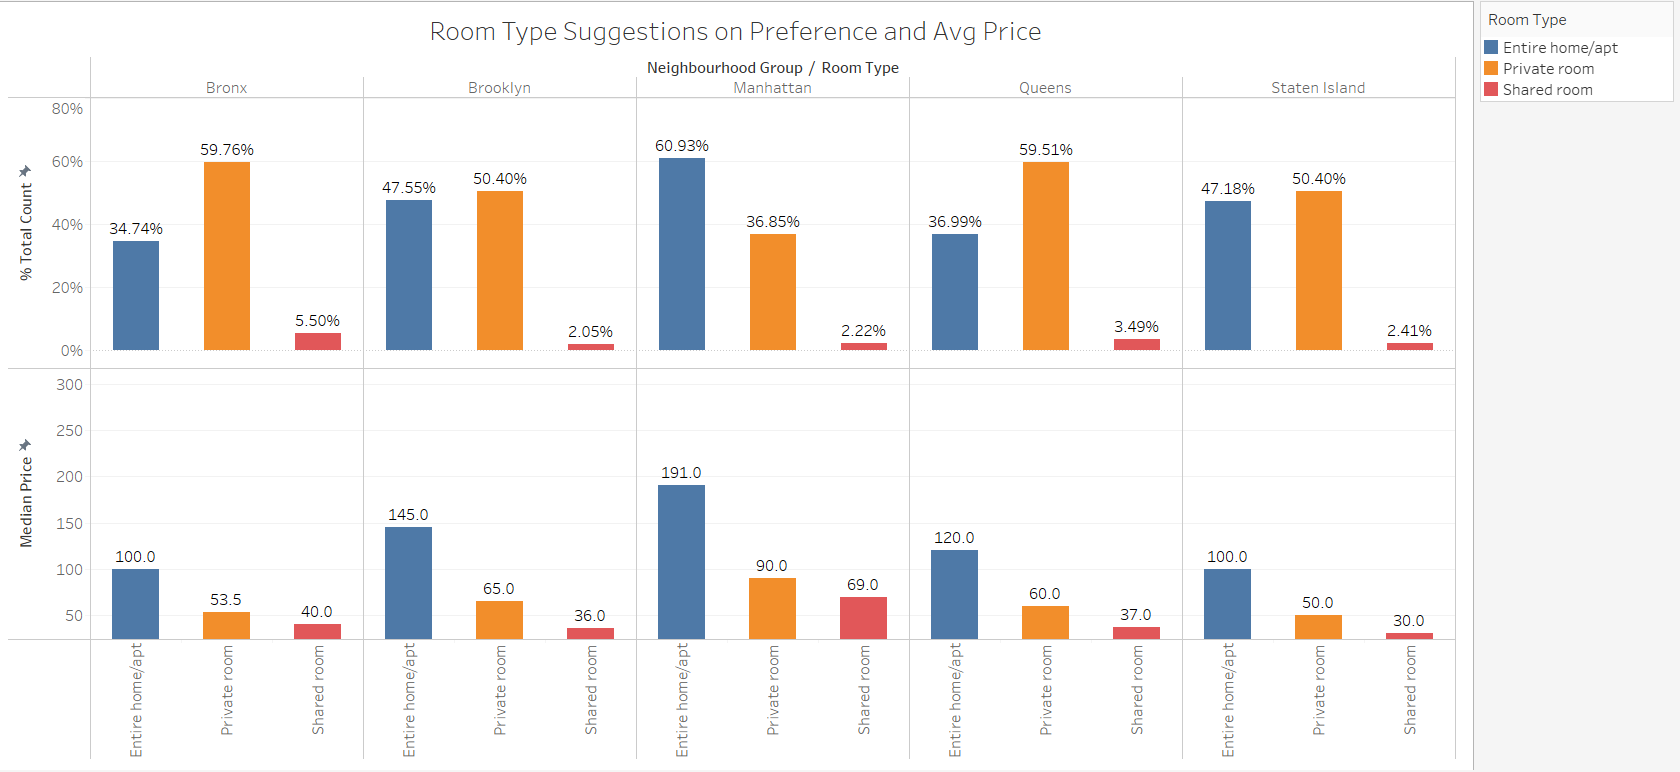 Room Type Suggestions on Preference and Avg Price
Neighbourhood Group / Room Type
Bronx Brooklyn Manhattan Queens Staten Island
% Total Count
80%
60%
40%
20%
0%
34.74% 59.76% 5.50%
47.55% 50.40% 2.05%
60.93% 36.85% 2.22%
36.99% 59.51% 3.49%
47.18% 50.40% 2.41%
Median Price
300
250
200
150
100
50
100.0 53.5 40.0
145.0 65.0 36.0
191.0 90.0 69.0
120.0 60.0 37.0
100.0 50.0 30.0
Entire home/apt Private room Shared room
Entire home/apt Private room Shared room
Entire home/apt Private room Shared room
Entire home/apt Private room Shared room
Entire home/apt Private room Shared room
Room Type
Entire home/apt
Private room
Shared room